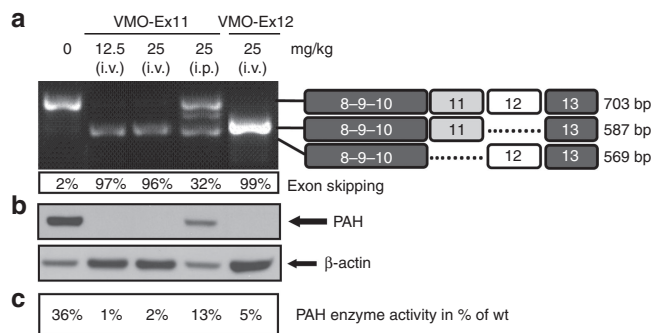 a
VMO-Ex11 VMO-Ex12
0 12.5 25 25 25 mg/kg
(i.v.) (i.v.) (i.p.) (i.v.)
8–9–10 11 12 13 703 bp
8–9–10 11 13 587 bp
8–9–10 12 13 569 bp
2% 97% 96% 32% 99% Exon skipping
b
PAH
β-actin
c
36% 1% 2% 13% 5% PAH enzyme activity in % of wt